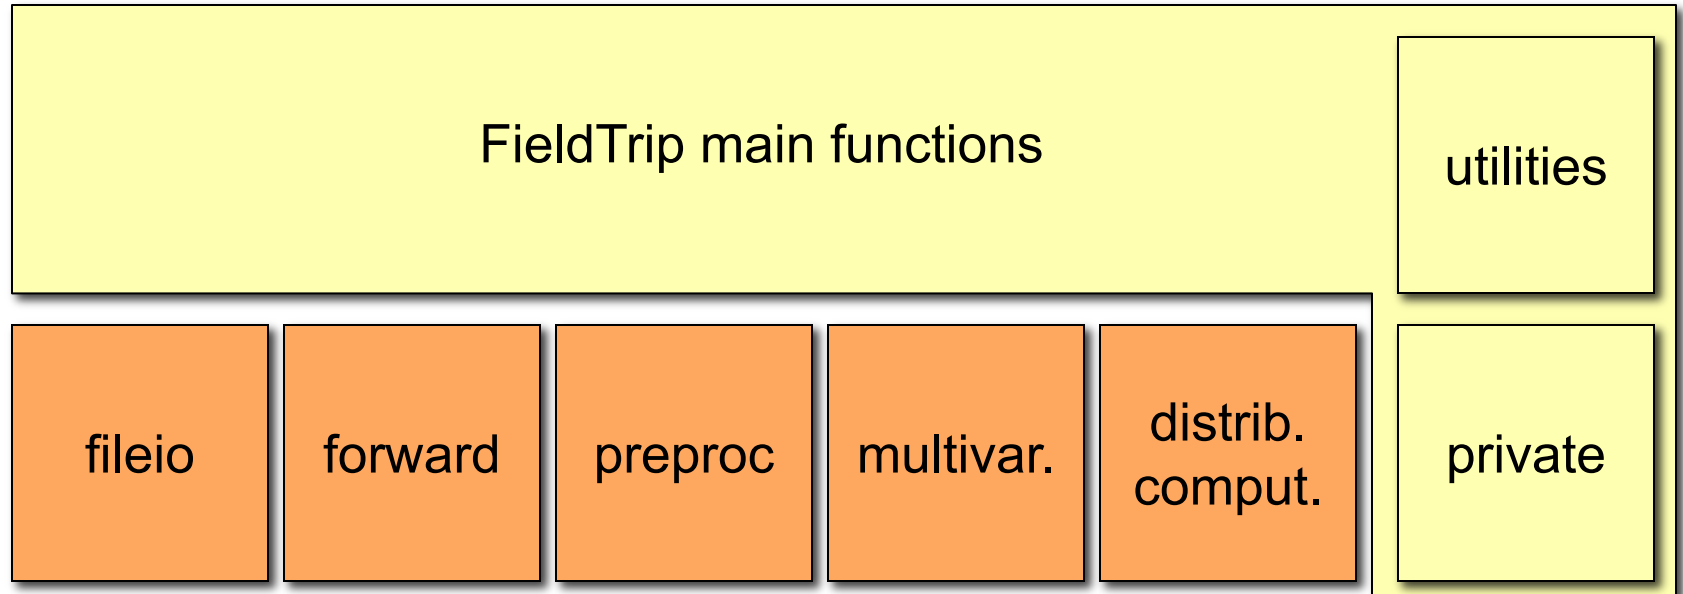 FieldTrip main functions
utilities
fileio
forward
preproc
multivar.
distrib.
comput.
private